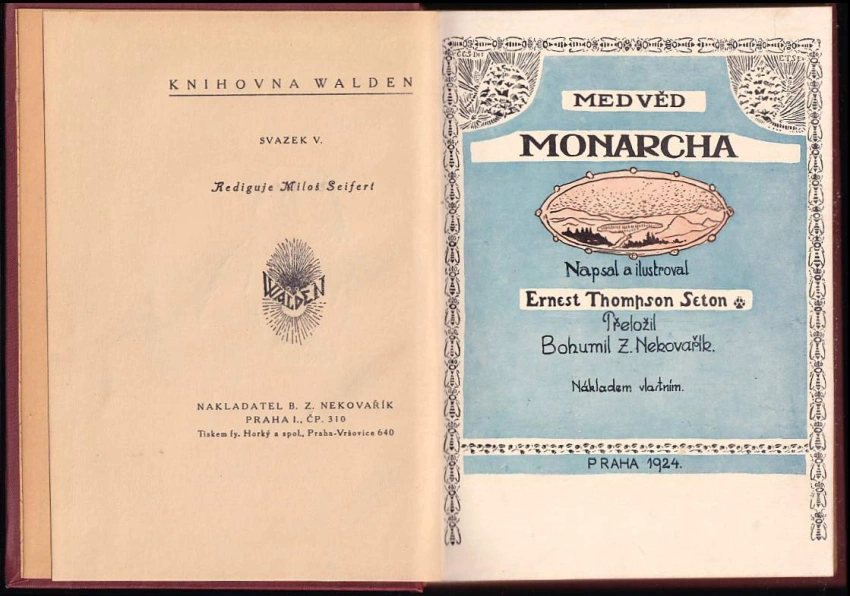 KNIHOVNA WALDEN
SVAZEK V.
Rediguje Miloš Seifert
WALDEN
NAKLADATEL B. Z. NEKOVAŘÍK
PRAHA I., ČP. 310
Tiskem fy. Horký a spol., Praha-Vršovice 640
MEDVĚD
MONARCHA
Napsal a ilustroval
Ernest Thompson Seton
Přeložil
Bohumil Z. Nekovařík.
Nákladem vlastním.
PRAHA 1924.